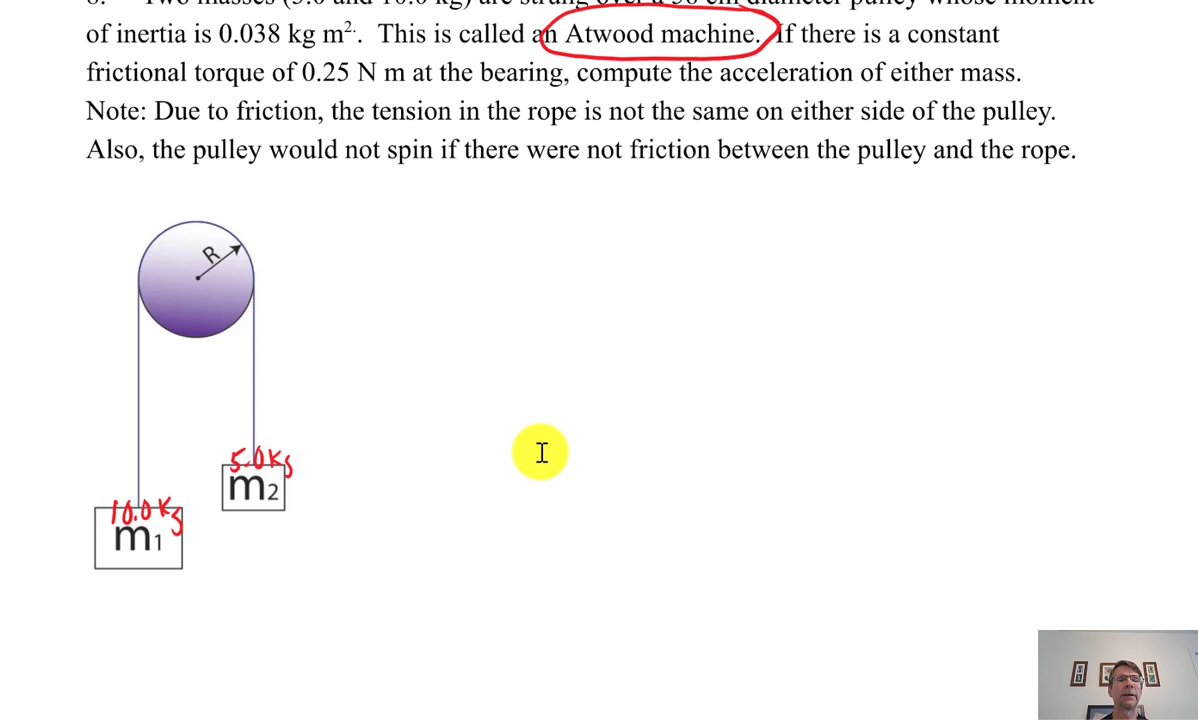 of inertia is 0.038 kg m². This is called an Atwood machine. If there is a constant
frictional torque of 0.25 N m at the bearing, compute the acceleration of either mass.
Note: Due to friction, the tension in the rope is not the same on either side of the pulley.
Also, the pulley would not spin if there were not friction between the pulley and the rope.
R
5.0kg
m2
10.0kg
m1